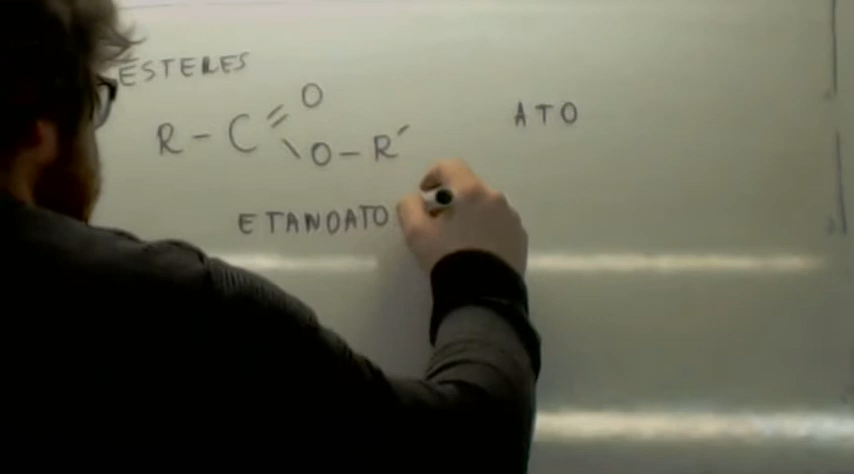 ÉSTERES
O
R - C
O - R'
ATO
ETANOATO